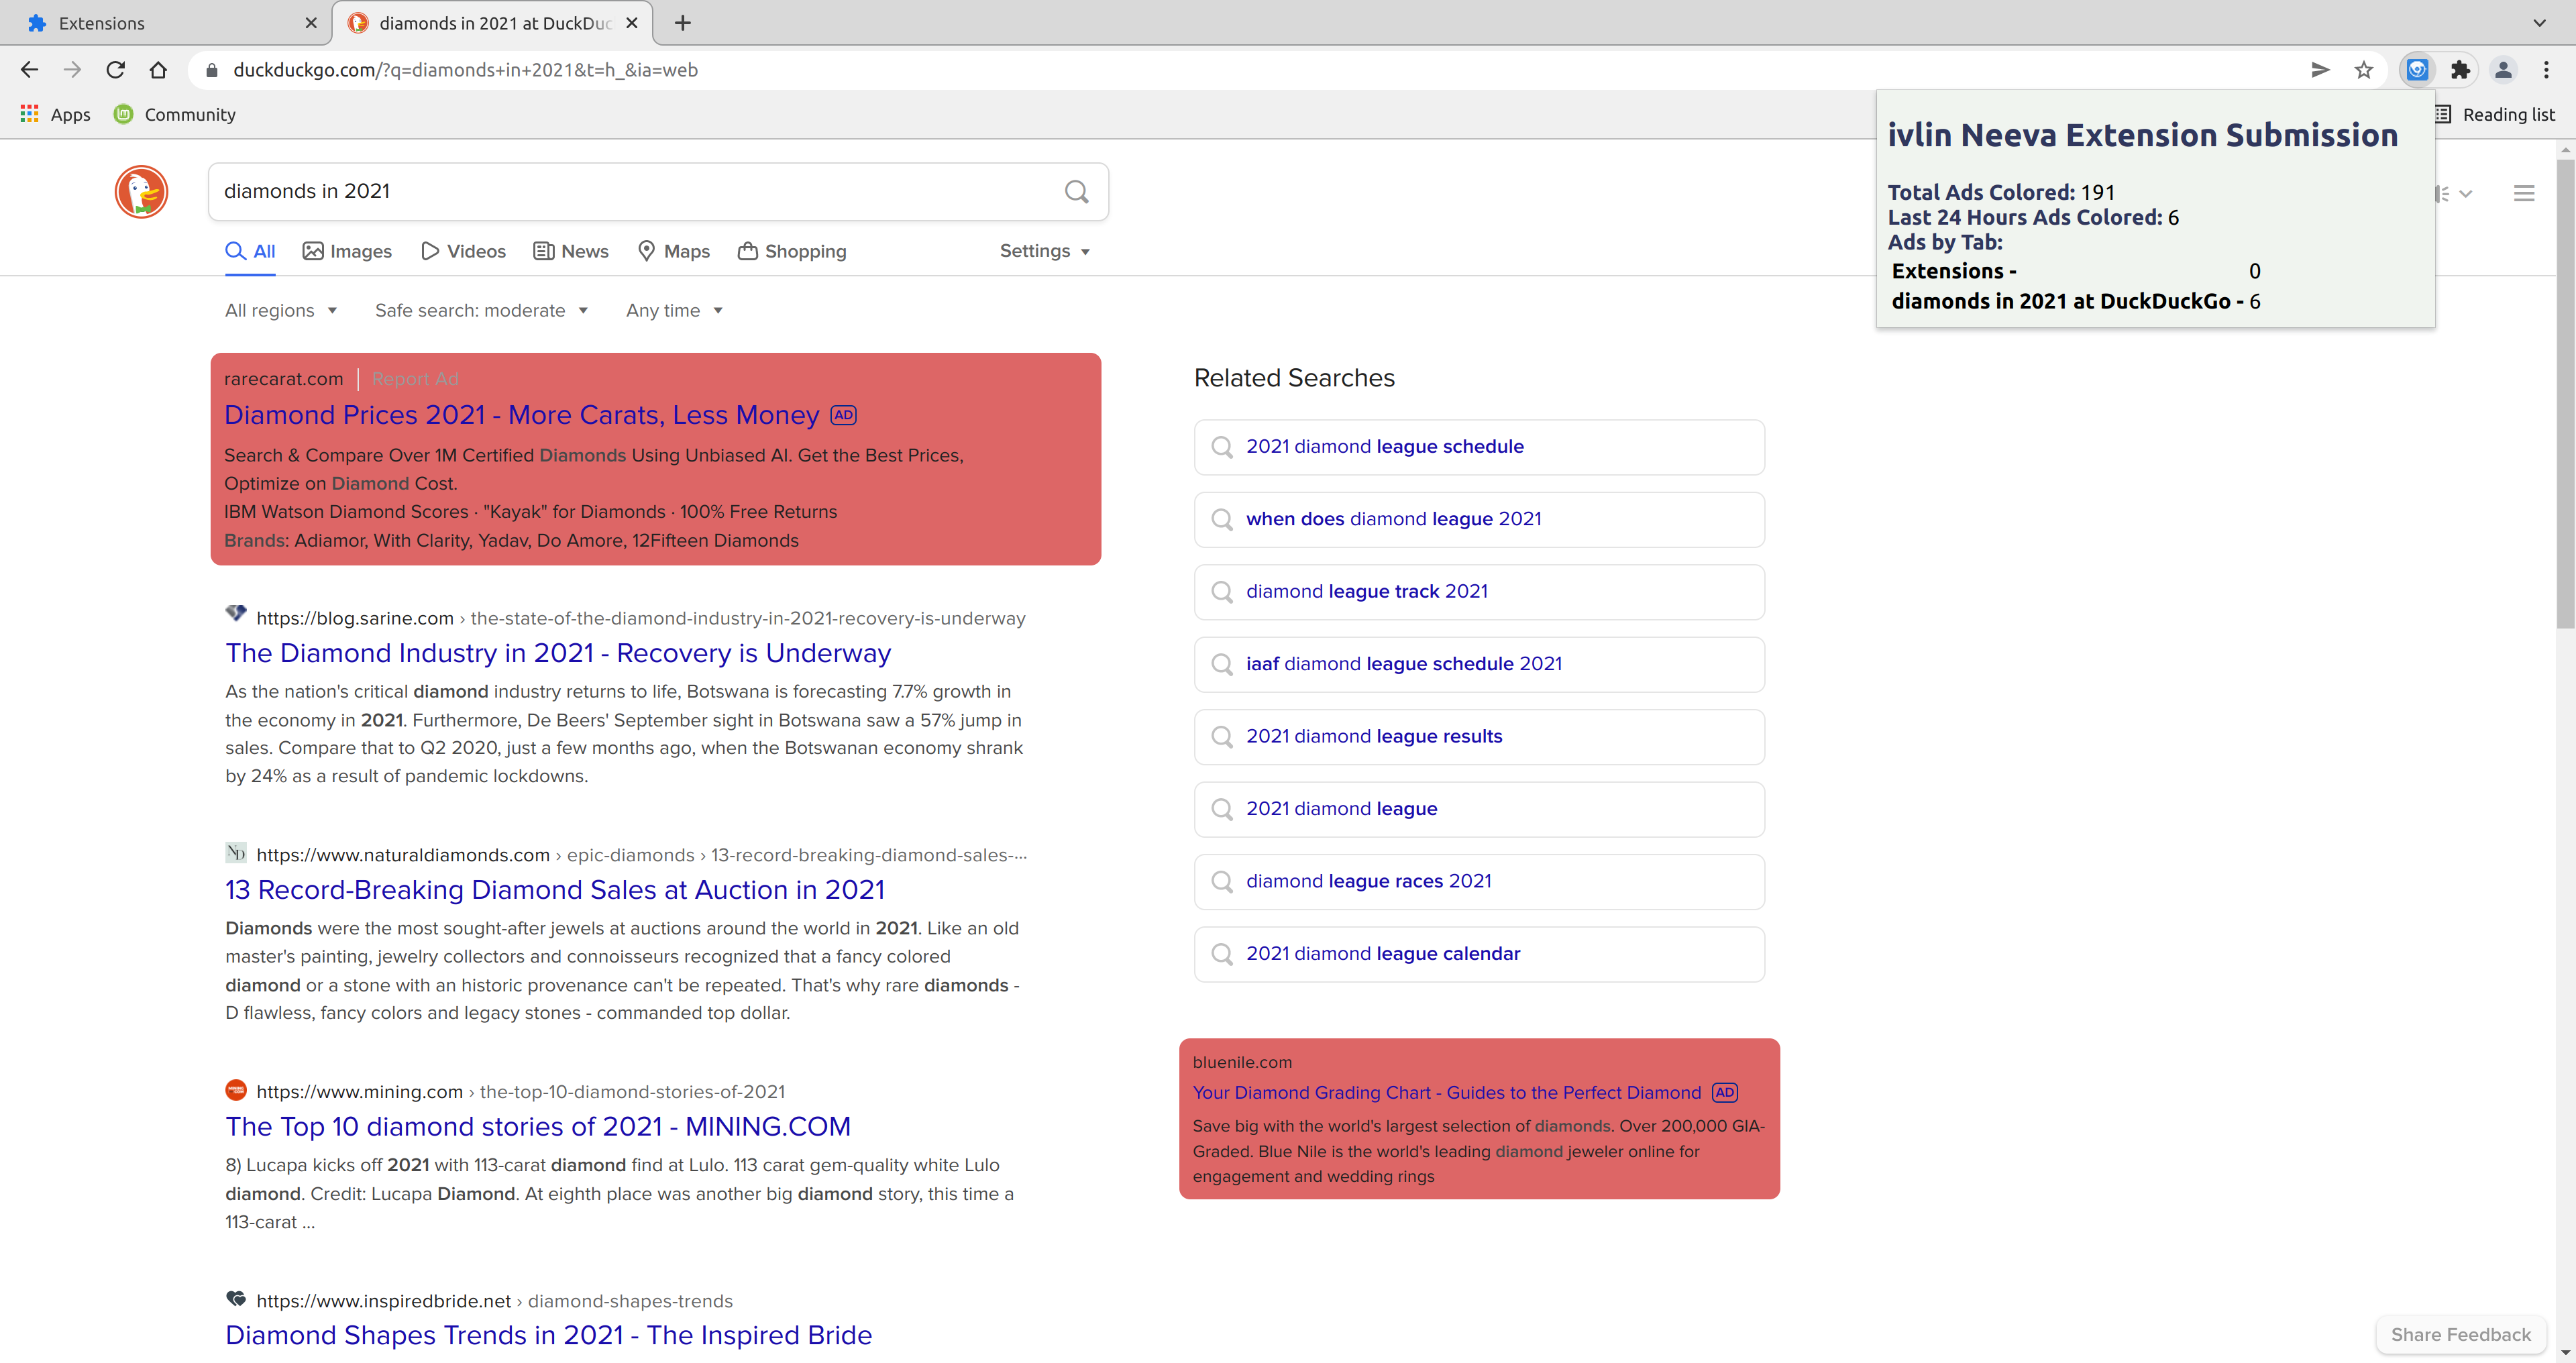 Extensions
diamonds in 2021 at DuckDuc
duckduckgo.com/?q=diamonds+in+2021&t=h_&ia=web
Apps
Community
Reading list
ivlin Neeva Extension Submission
Total Ads Colored: 191
Last 24 Hours Ads Colored: 6
Ads by Tab:
Extensions - 0
diamonds in 2021 at DuckDuckGo - 6
diamonds in 2021
All
Images
Videos
News
Maps
Shopping
Settings
All regions
Safe search: moderate
Any time
rarecarat.com | Report Ad
Diamond Prices 2021 - More Carats, Less Money AD
Search & Compare Over 1M Certified Diamonds Using Unbiased AI. Get the Best Prices,
Optimize on Diamond Cost.
IBM Watson Diamond Scores · "Kayak" for Diamonds · 100% Free Returns
Brands: Adiamor, With Clarity, Yadav, Do Amore, 12Fifteen Diamonds
https://blog.sarine.com › the-state-of-the-diamond-industry-in-2021-recovery-is-underway
The Diamond Industry in 2021 - Recovery is Underway
As the nation's critical diamond industry returns to life, Botswana is forecasting 7.7% growth in
the economy in 2021. Furthermore, De Beers' September sight in Botswana saw a 57% jump in
sales. Compare that to Q2 2020, just a few months ago, when the Botswanan economy shrank
by 24% as a result of pandemic lockdowns.
ND
https://www.naturaldiamonds.com › epic-diamonds › 13-record-breaking-diamond-sales-...
13 Record-Breaking Diamond Sales at Auction in 2021
Diamonds were the most sought-after jewels at auctions around the world in 2021. Like an old
master's painting, jewelry collectors and connoisseurs recognized that a fancy colored
diamond or a stone with an historic provenance can't be repeated. That's why rare diamonds -
D flawless, fancy colors and legacy stones - commanded top dollar.
https://www.mining.com › the-top-10-diamond-stories-of-2021
The Top 10 diamond stories of 2021 - MINING.COM
8) Lucapa kicks off 2021 with 113-carat diamond find at Lulo. 113 carat gem-quality white Lulo
diamond. Credit: Lucapa Diamond. At eighth place was another big diamond story, this time a
113-carat ...
https://www.inspiredbride.net › diamond-shapes-trends
Diamond Shapes Trends in 2021 - The Inspired Bride
Related Searches
2021 diamond league schedule
when does diamond league 2021
diamond league track 2021
iaaf diamond league schedule 2021
2021 diamond league results
2021 diamond league
diamond league races 2021
2021 diamond league calendar
bluenile.com
Your Diamond Grading Chart - Guides to the Perfect Diamond AD
Save big with the world's largest selection of diamonds. Over 200,000 GIA-
Graded. Blue Nile is the world's leading diamond jeweler online for
engagement and wedding rings
Share Feedback